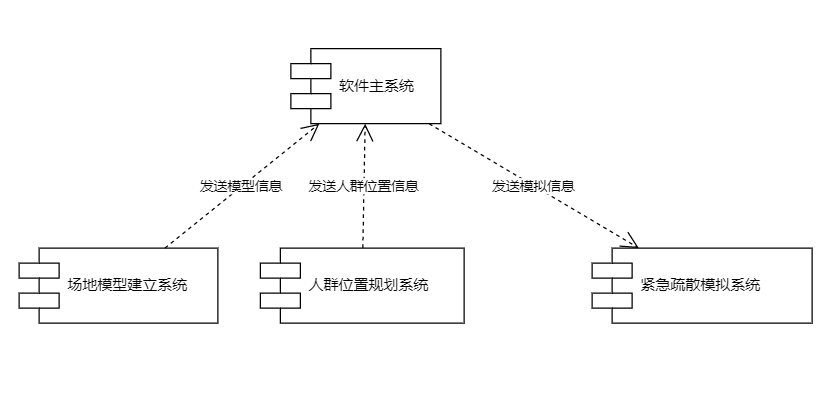 软件主系统
发送模型信息
发送人群位置信息
发送模拟信息
场地模型建立系统
人群位置规划系统
紧急疏散模拟系统